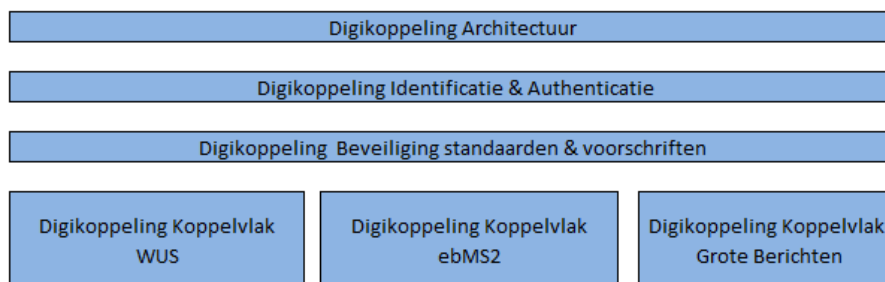 Digikoppeling Architectuur
Digikoppeling Identificatie & Authenticatie
Digikoppeling Beveiliging standaarden & voorschriften
Digikoppeling Koppelvlak
WUS
Digikoppeling Koppelvlak
ebMS2
Digikoppeling Koppelvlak
Grote Berichten